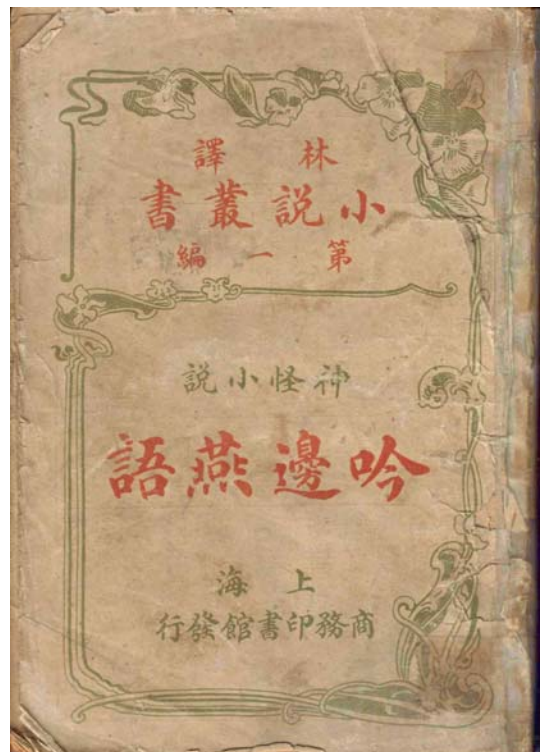 林譯
小說叢書
第一編
神怪小說
吟邊燕語
上海
商務印書館發行